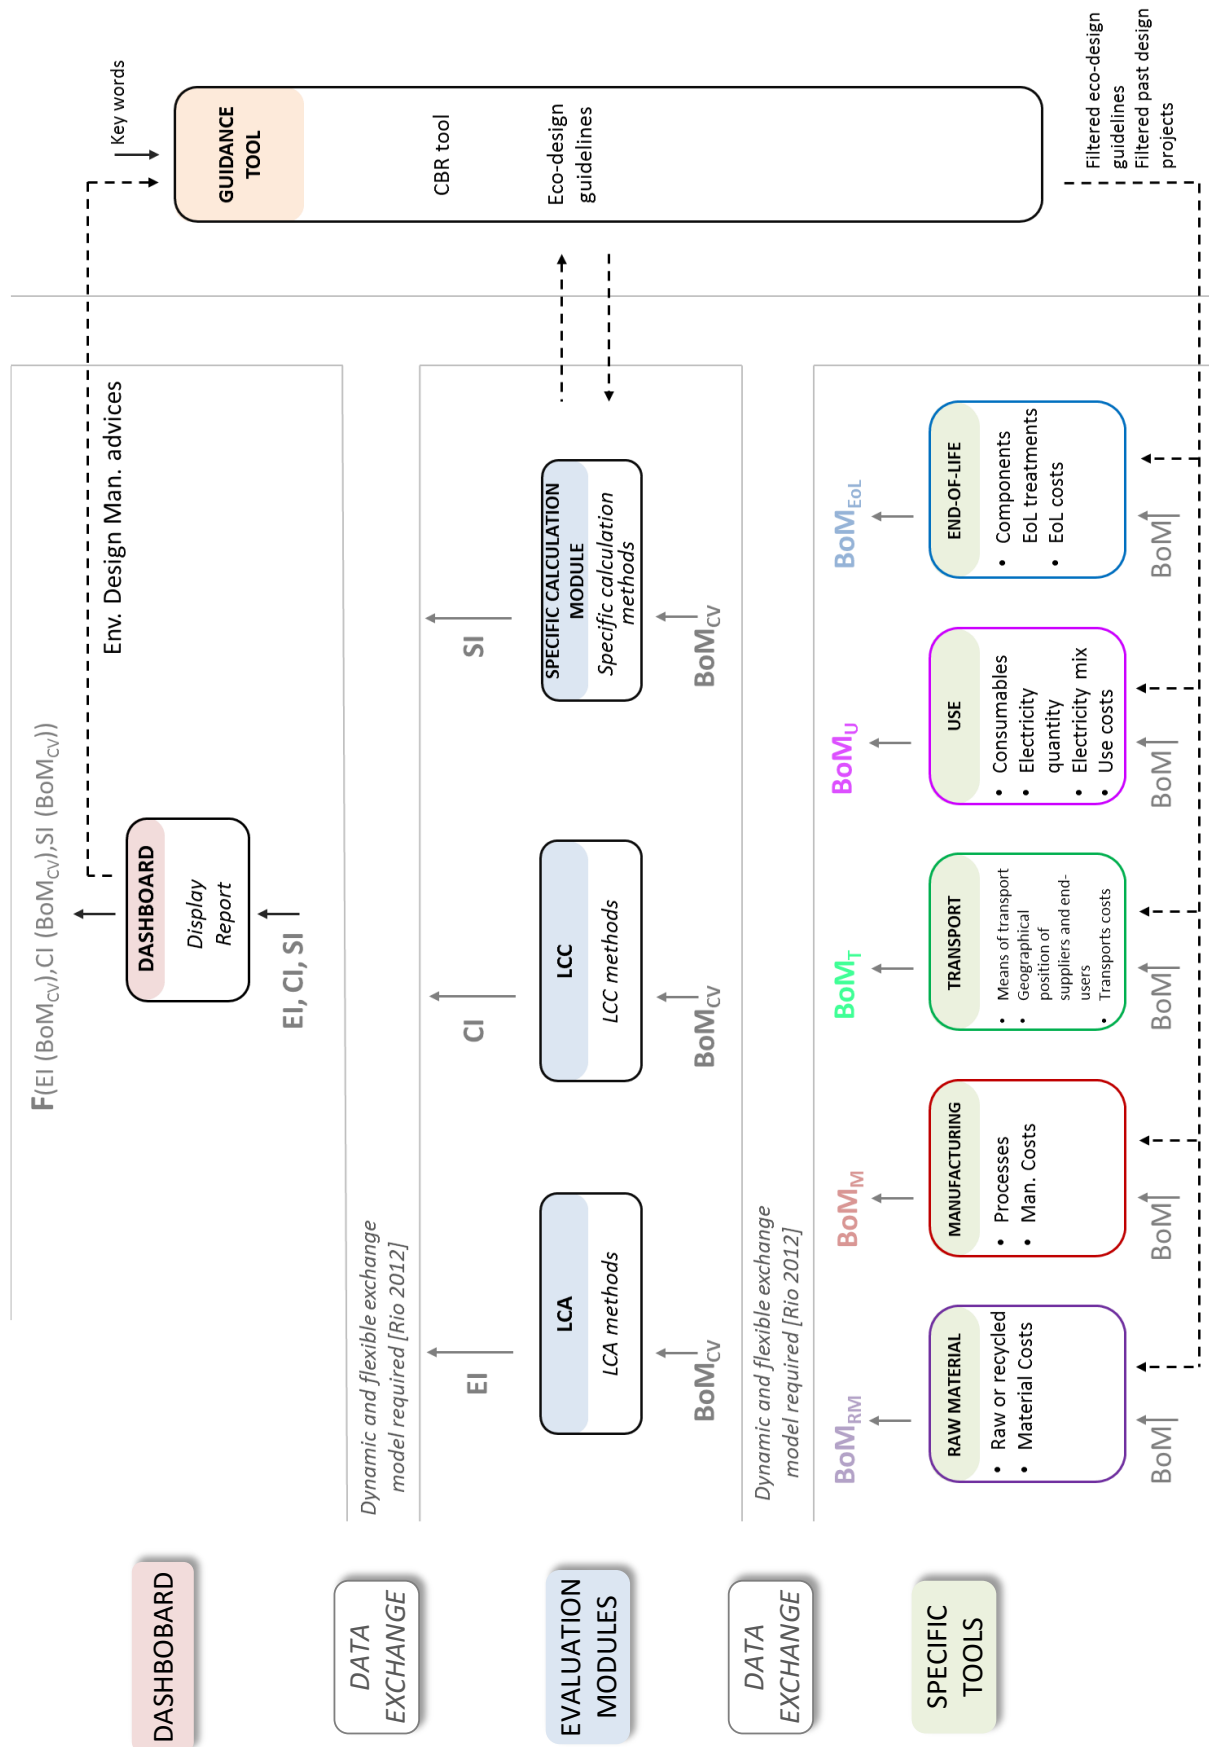 DASHBOBARD
F(EI (BoMCV),CI (BoMCV),SI (BoMCV))
DASHBOARD
Display
Report
EI, CI, SI
Env. Design Man. advices
Key words
GUIDANCE
TOOL
CBR tool
Eco-design
guidelines
Filtered eco-design
guidelines
Filtered past design
projects
DATA
EXCHANGE
Dynamic and flexible exchange
model required [Rio 2012]
EVALUATION
MODULES
EI
LCA
LCA methods
BoMCV
CI
LCC
LCC methods
BoMCV
SI
SPECIFIC CALCULATION
MODULE
Specific calculation
methods
BoMCV
DATA
EXCHANGE
Dynamic and flexible exchange
model required [Rio 2012]
SPECIFIC
TOOLS
BoMRM
RAW MATERIAL
• Raw or recycled
• Material Costs
BoM
BoMM
MANUFACTURING
• Processes
• Man. Costs
BoM
BoMT
TRANSPORT
• Means of transport
• Geographical
position of
suppliers and end-
users
• Transports costs
BoM
BoMU
USE
• Consumables
• Electricity
quantity
• Electricity mix
• Use costs
BoM
BoMEoL
END-OF-LIFE
• Components
EoL treatments
• EoL costs
BoM